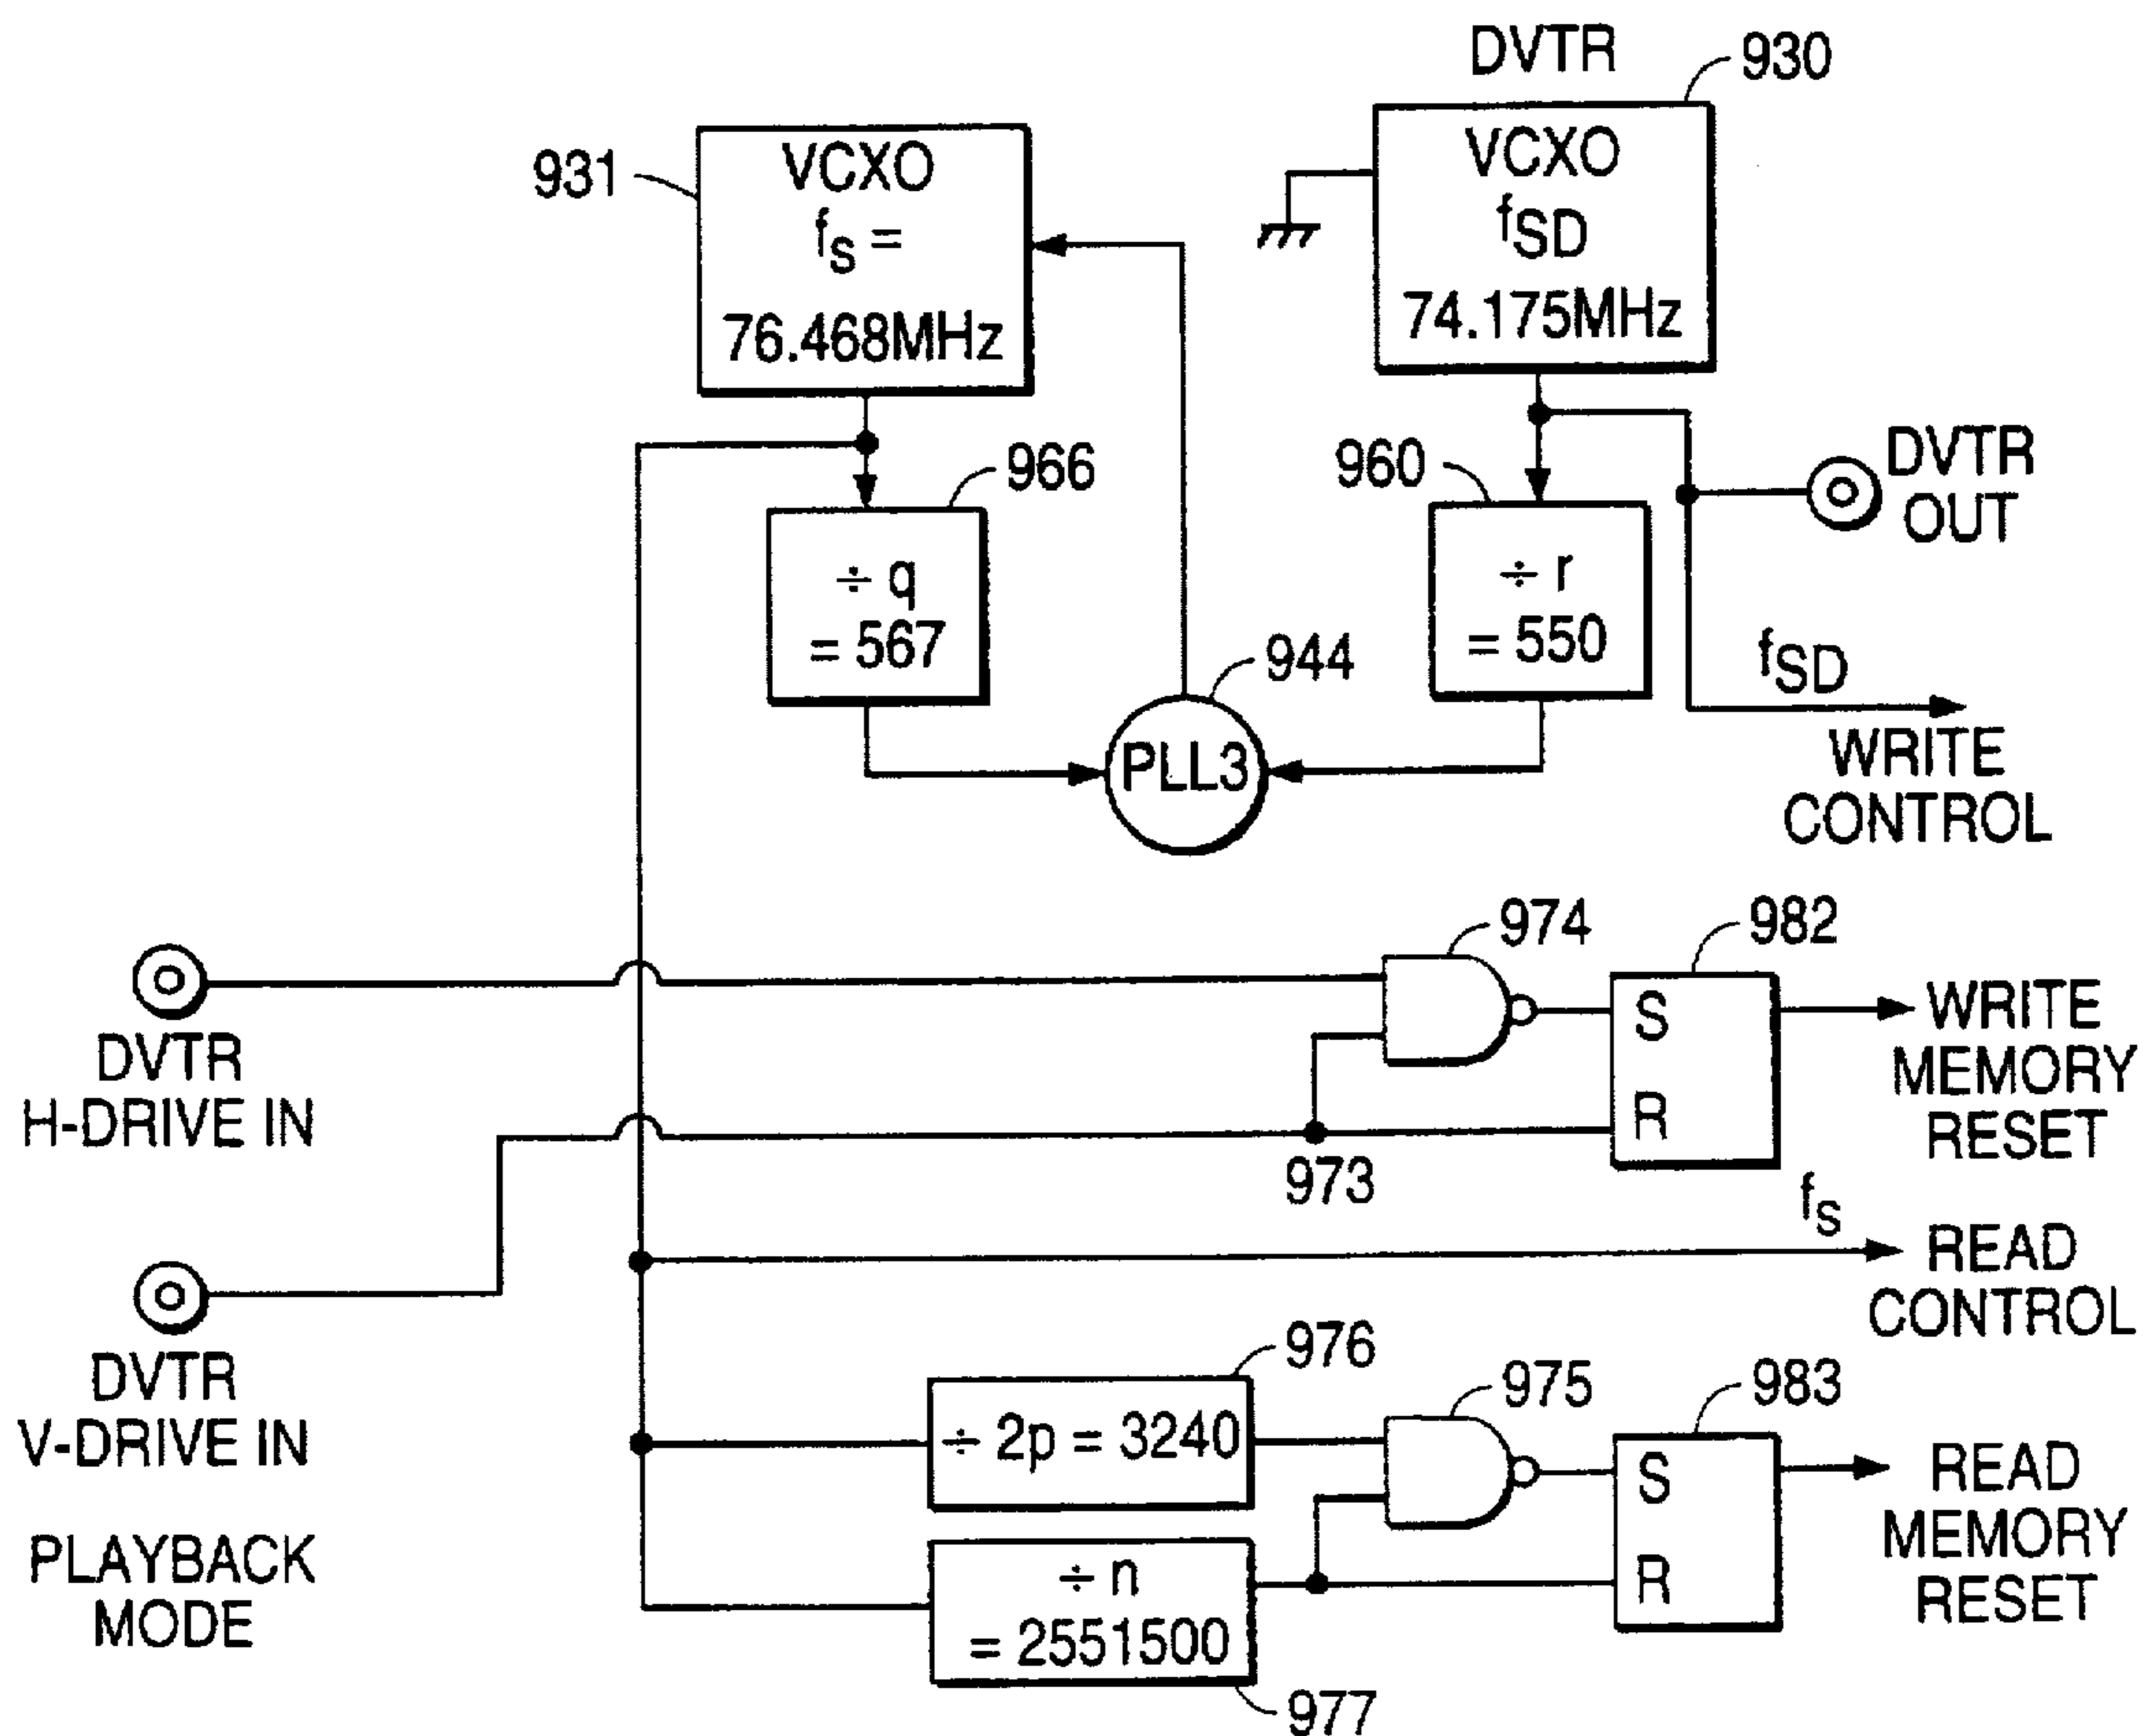 DVTR
930
931
VCXO
fS =
76.468MHz
VCXO
fSD
74.175MHz
966
÷ q
= 567
960
÷ r
= 550
DVTR
OUT
944
PLL3
fSD
WRITE
CONTROL
974
982
S
R
WRITE
MEMORY
RESET
DVTR
H-DRIVE IN
973
fS
READ
CONTROL
DVTR
V-DRIVE IN
976
÷ 2p = 3240
975
983
S
R
READ
MEMORY
RESET
PLAYBACK
MODE
÷ n
= 2551500
977